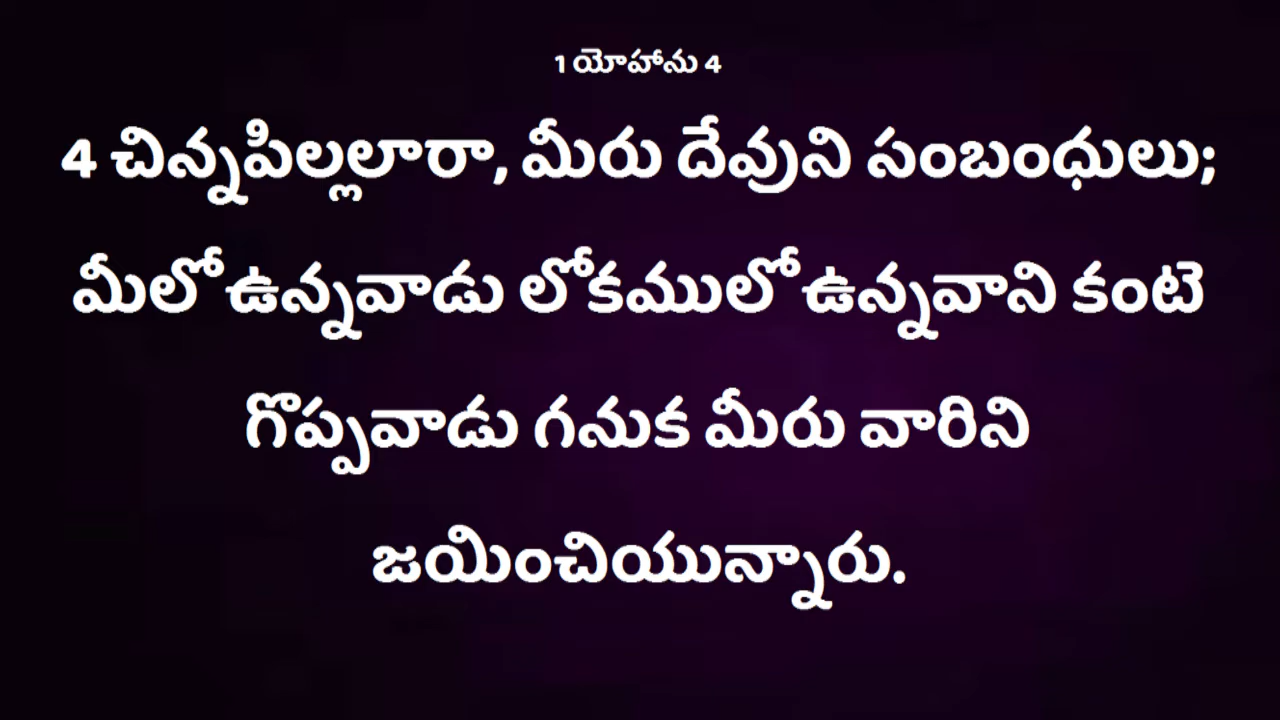 1 యోహాను 4
4 చిన్నపిల్లలారా, మీరు దేవుని సంబంధులు;
మీలో ఉన్నవాడు లోకములో ఉన్నవాని కంటె
గొప్పవాడు గనుక మీరు వారిని
జయించియున్నారు.